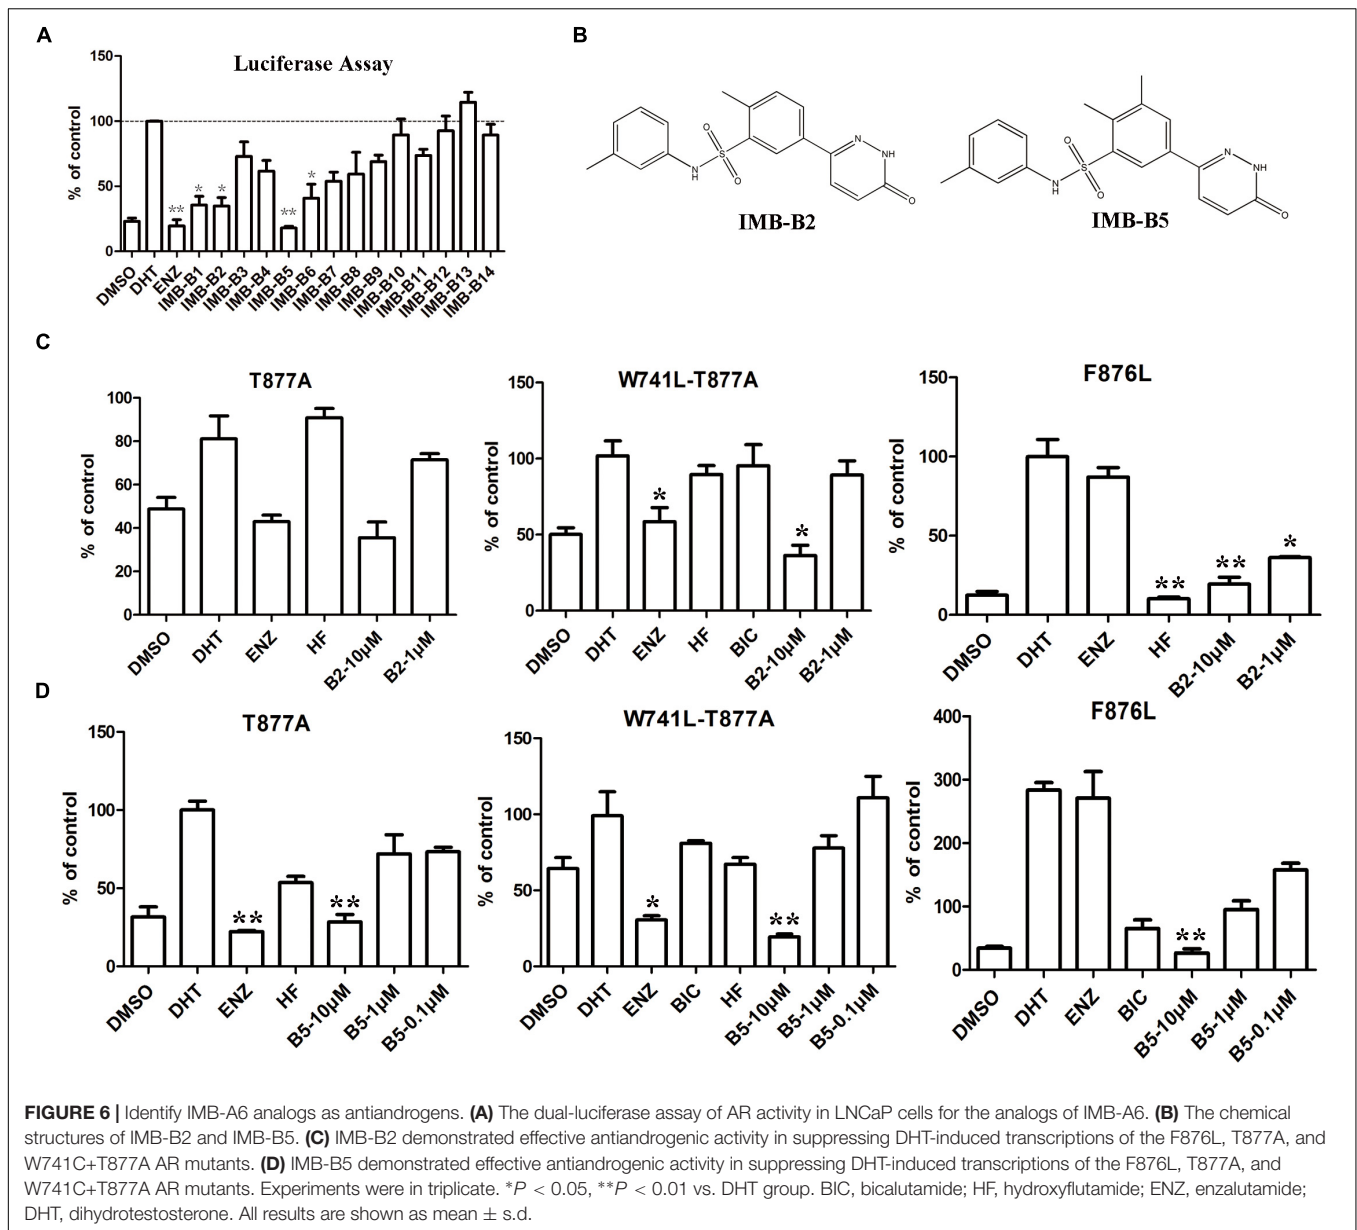 A
Luciferase Assay
% of control
150
100
50
0
DMSO
DHT
ENZ
IMB-B1
IMB-B2
IMB-B3
IMB-B4
IMB-B5
IMB-B6
IMB-B7
IMB-B8
IMB-B9
IMB-B10
IMB-B11
IMB-B12
IMB-B13
IMB-B14
**
*
*
**
*
B
O
S
O
N
H
N
NH
O
IMB-B2
O
S
O
N
H
N
NH
O
IMB-B5
C
T877A
% of control
100
80
60
40
20
0
DMSO
DHT
ENZ
HF
B2-10µM
B2-1µM
W741L-T877A
% of control
150
100
50
0
*
*
DMSO
DHT
ENZ
HF
BIC
B2-10µM
B2-1µM
F876L
% of control
150
100
50
0
**
**
*
DMSO
DHT
ENZ
HF
B2-10µM
B2-1µM
D
T877A
% of control
150
100
50
0
**
**
DMSO
DHT
ENZ
HF
B5-10µM
B5-1µM
B5-0.1µM
W741L-T877A
% of control
150
100
50
0
*
**
DMSO
DHT
ENZ
BIC
HF
B5-10µM
B5-1µM
B5-0.1µM
F876L
% of control
400
300
200
100
0
**
DMSO
DHT
ENZ
BIC
B5-10µM
B5-1µM
B5-0.1µM
FIGURE 6 | Identify IMB-A6 analogs as antiandrogens. (A) The dual-luciferase assay of AR activity in LNCaP cells for the analogs of IMB-A6. (B) The chemical
structures of IMB-B2 and IMB-B5. (C) IMB-B2 demonstrated effective antiandrogenic activity in suppressing DHT-induced transcriptions of the F876L, T877A, and
W741C+T877A AR mutants. (D) IMB-B5 demonstrated effective antiandrogenic activity in suppressing DHT-induced transcriptions of the F876L, T877A, and
W741C+T877A AR mutants. Experiments were in triplicate. *P < 0.05, **P < 0.01 vs. DHT group. BIC, bicalutamide; HF, hydroxyflutamide; ENZ, enzalutamide;
DHT, dihydrotestosterone. All results are shown as mean ± s.d.